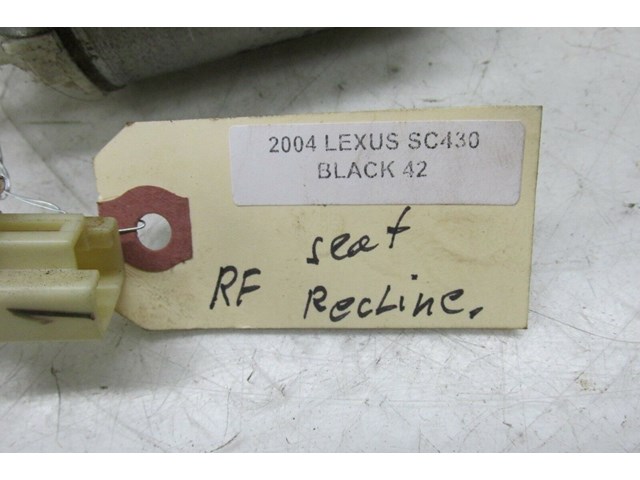 2004 LEXUS SC430
BLACK 42
seat
RF Recline.